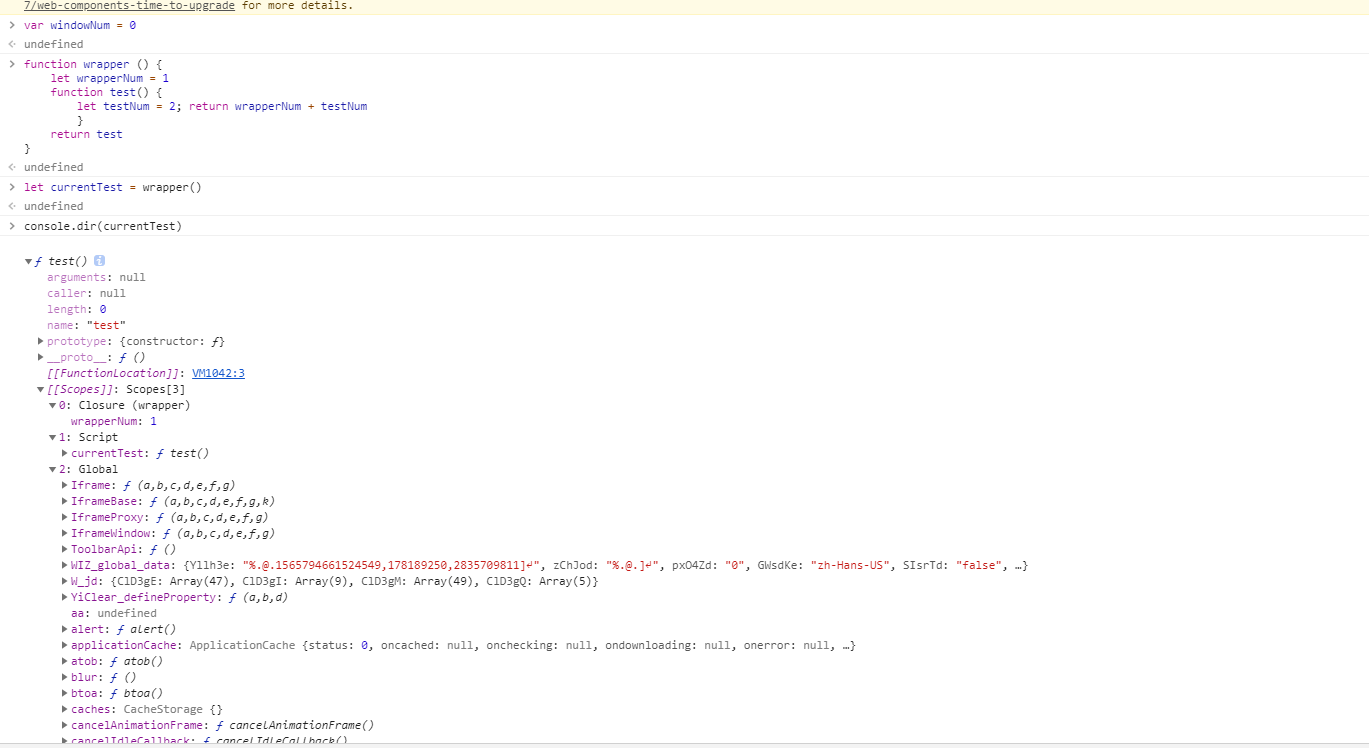 7/web-components-time-to-upgrade for more details.
> var windowNum = 0
<· undefined
> function wrapper () {
let wrapperNum = 1
function test() {
let testNum = 2; return wrapperNum + testNum
}
return test
}
<· undefined
> let currentTest = wrapper()
<· undefined
> console.dir(currentTest)
▼ƒ test() i
arguments: null
caller: null
length: 0
name: "test"
▶prototype: {constructor: ƒ}
▶__proto__: ƒ ()
[[FunctionLocation]]: VM1042:3
▼[[Scopes]]: Scopes[3]
▼0: Closure (wrapper)
wrapperNum: 1
▼1: Script
▶currentTest: ƒ test()
▼2: Global
▶Iframe: ƒ (a,b,c,d,e,f,g)
▶IframeBase: ƒ (a,b,c,d,e,f,g,k)
▶IframeProxy: ƒ (a,b,c,d,e,f,g)
▶IframeWindow: ƒ (a,b,c,d,e,f,g)
▶ToolbarApi: ƒ ()
▶WIZ_global_data: {Yllh3e: "%.@.1565794661524549,178189250,2835709811]↵", zChJod: "%.@.]↵", pxO4Zd: "0", GWsdKe: "zh-Hans-US", SIsrTd: "false", …}
▶W_jd: {ClD3gE: Array(47), ClD3gI: Array(9), ClD3gM: Array(49), ClD3gQ: Array(5)}
▶YiClear_defineProperty: ƒ (a,b,d)
aa: undefined
▶alert: ƒ alert()
▶applicationCache: ApplicationCache {status: 0, oncached: null, onchecking: null, ondownloading: null, onerror: null, …}
▶atob: ƒ atob()
▶blur: ƒ ()
▶btoa: ƒ btoa()
▶caches: CacheStorage {}
▶cancelAnimationFrame: ƒ cancelAnimationFrame()
▶cancelIdleCallback: ƒ cancelIdleCallback()